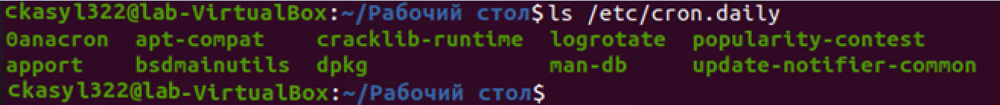 ckasyl322@lab-VirtualBox:~/Рабочий стол$ls /etc/cron.daily
0anacron  apt-compat    cracklib-runtime  logrotate  popularity-contest
apport    bsdmainutils  dpkg              man-db     update-notifier-common
ckasyl322@lab-VirtualBox:~/Рабочий стол$